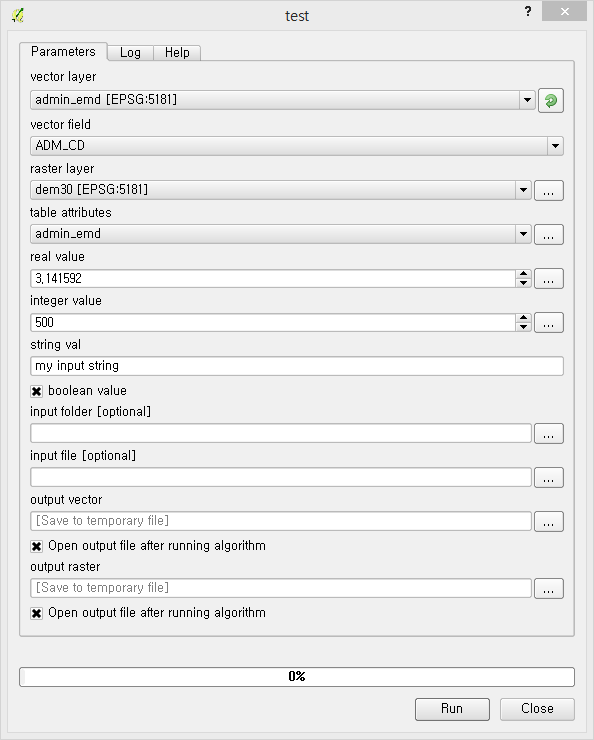 test
?
Parameters Log Help
vector layer
admin_emd [EPSG:5181]
vector field
ADM_CD
raster layer
dem30 [EPSG:5181]
...
table attributes
admin_emd
...
real value
3.141592
...
integer value
500
...
string val
my input string
boolean value
input folder [optional]
...
input file [optional]
...
output vector
[Save to temporary file]
...
Open output file after running algorithm
output raster
[Save to temporary file]
...
Open output file after running algorithm
0%
Run Close